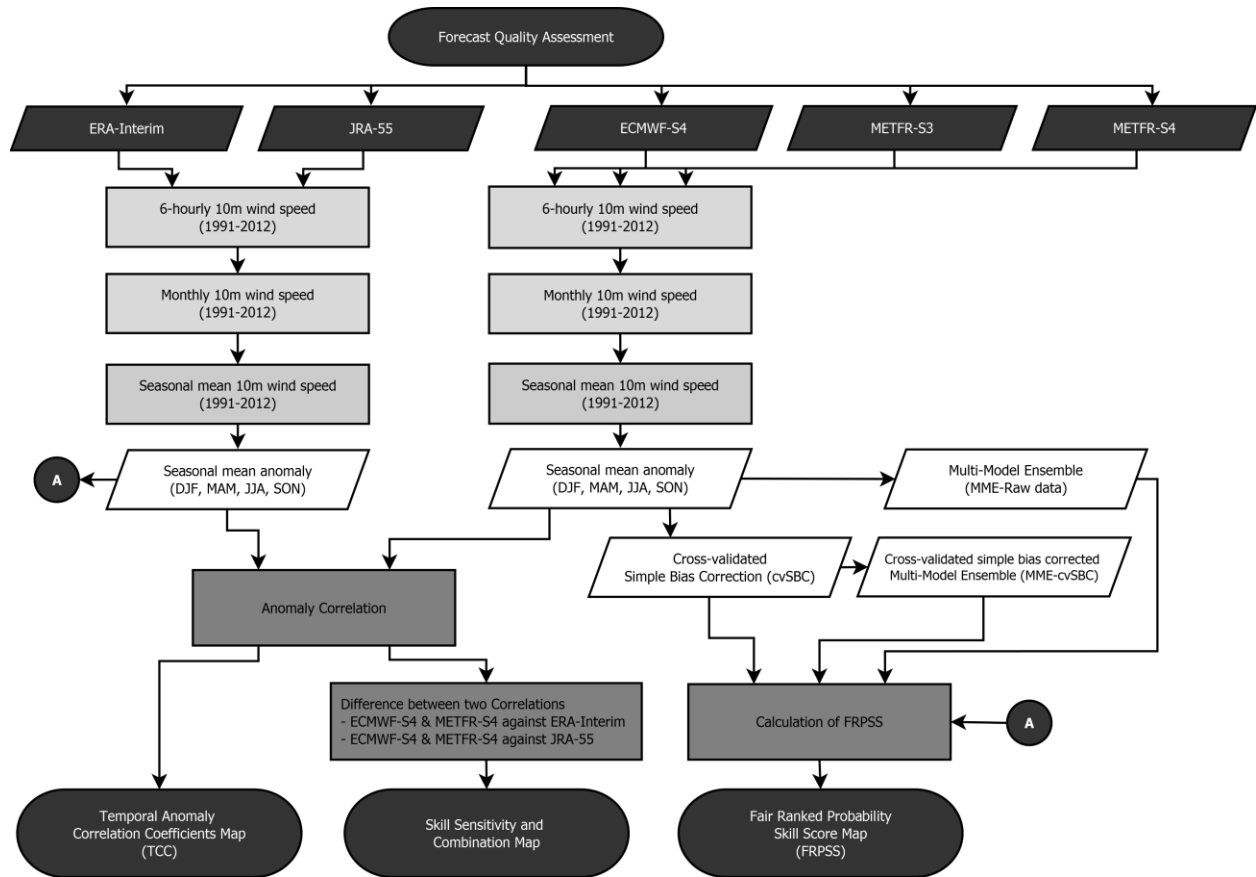 Forecast Quality Assessment
ERA-Interim
JRA-55
ECMWF-S4
METFR-S3
METFR-S4
6-hourly 10m wind speed
(1991-2012)
6-hourly 10m wind speed
(1991-2012)
Monthly 10m wind speed
(1991-2012)
Monthly 10m wind speed
(1991-2012)
Seasonal mean 10m wind speed
(1991-2012)
Seasonal mean 10m wind speed
(1991-2012)
A
Seasonal mean anomaly
(DJF, MAM, JJA, SON)
Seasonal mean anomaly
(DJF, MAM, JJA, SON)
Multi-Model Ensemble
(MME-Raw data)
Cross-validated
Simple Bias Correction (cvSBC)
Cross-validated simple bias corrected
Multi-Model Ensemble (MME-cvSBC)
Anomaly Correlation
Difference between two Correlations
- ECMWF-S4 & METFR-S4 against ERA-Interim
- ECMWF-S4 & METFR-S4 against JRA-55
Calculation of FRPSS
A
Temporal Anomaly
Correlation Coefficients Map
(TCC)
Skill Sensitivity and
Combination Map
Fair Ranked Probability
Skill Score Map
(FRPSS)